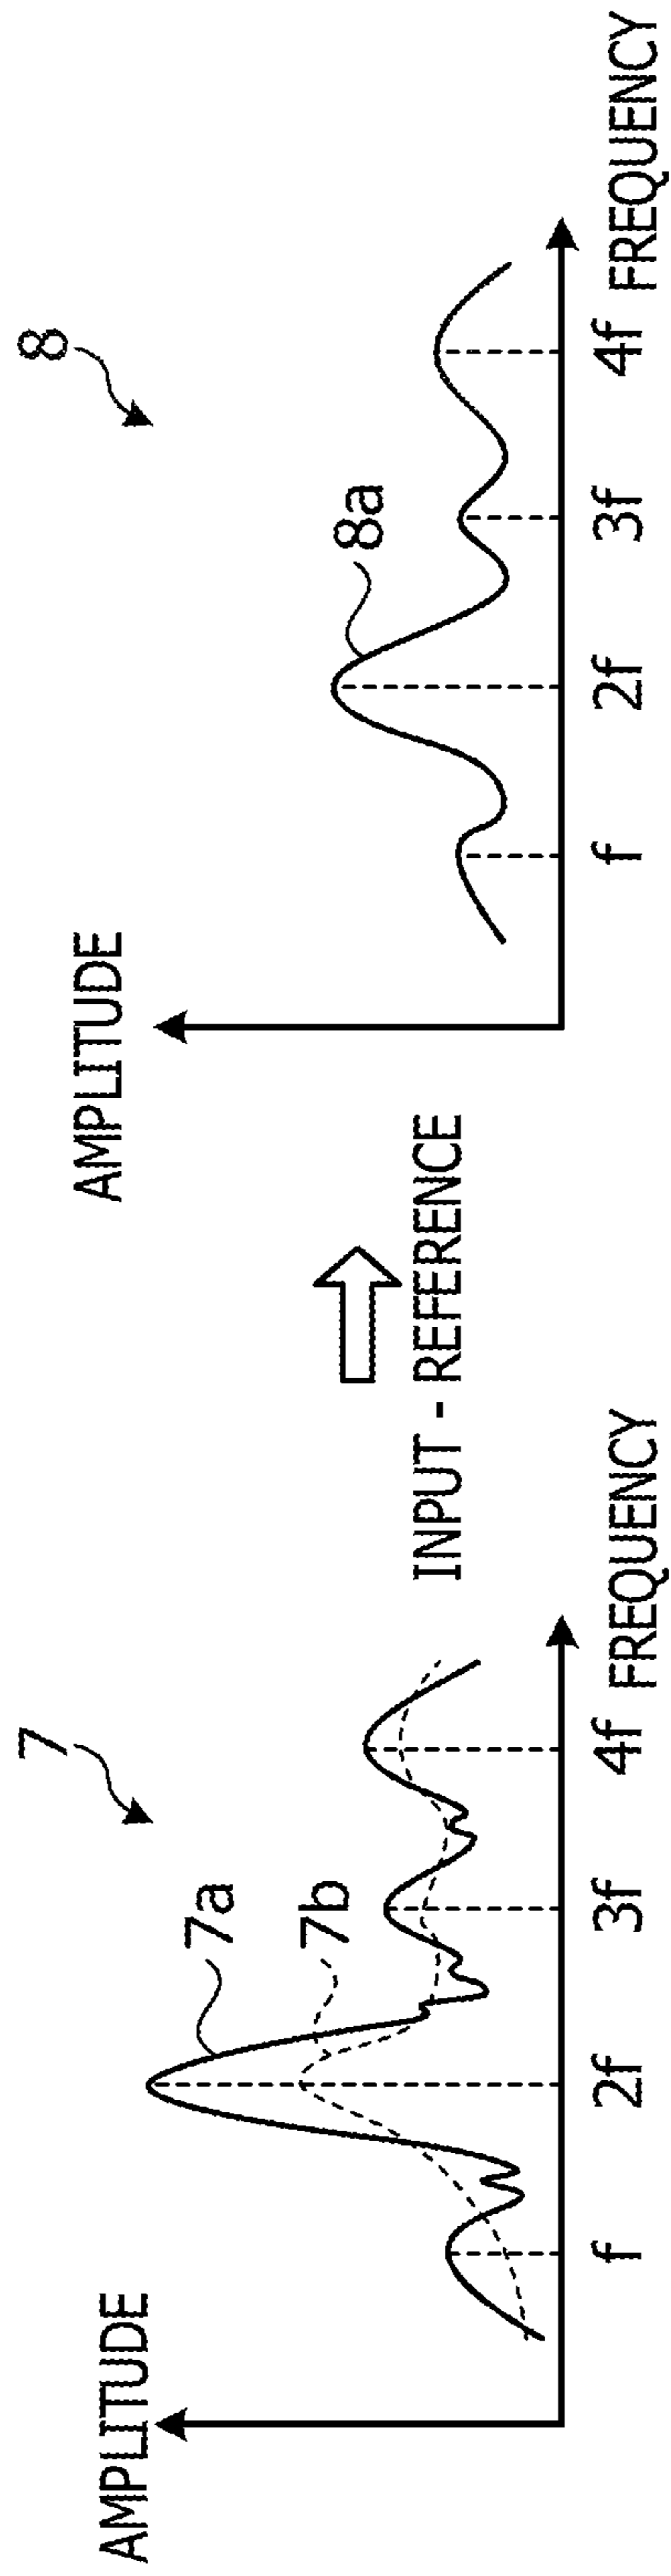 7
AMPLITUDE
7a
7b
f
2f
3f
4f
FREQUENCY
INPUT - REFERENCE
8
AMPLITUDE
8a
f
2f
3f
4f
FREQUENCY